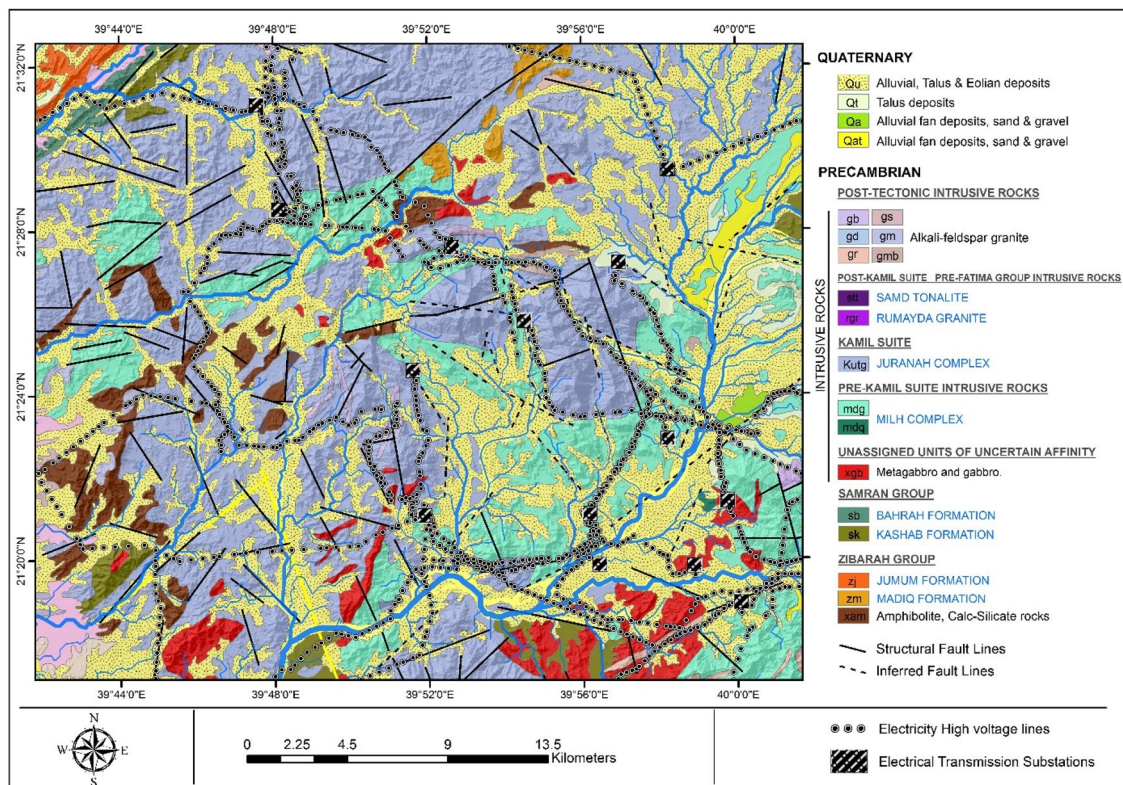 39°44'0"E 39°48'0"E 39°52'0"E 39°56'0"E 40°0'0"E
21°32'0"N
21°28'0"N
21°24'0"N
21°20'0"N
39°44'0"E 39°48'0"E 39°52'0"E 39°56'0"E 40°0'0"E
QUATERNARY
Qu Alluvial, Talus & Eolian deposits
Qt Talus deposits
Qa Alluvial fan deposits, sand & gravel
Qat Alluvial fan deposits, sand & gravel
PRECAMBRIAN
POST-TECTONIC INTRUSIVE ROCKS
gb gs
gd gm Alkali-feldspar granite
gr gmb
POST-KAMIL SUITE PRE-FATIMA GROUP INTRUSIVE ROCKS
stt SAMD TONALITE
rgr RUMAYDA GRANITE
KAMIL SUITE
Kutg JURANAH COMPLEX
PRE-KAMIL SUITE INTRUSIVE ROCKS
mdg
MILH COMPLEX
mdq
INTRUSIVE ROCKS
UNASSIGNED UNITS OF UNCERTAIN AFFINITY
xgb Metagabbro and gabbro.
SAMRAN GROUP
sb BAHRAH FORMATION
sk KASHAB FORMATION
ZIBARAH GROUP
zj JUMUM FORMATION
zm MADIQ FORMATION
xam Amphibolite, Calc-Silicate rocks
Structural Fault Lines
Inferred Fault Lines
N
W E
S
0 2.25 4.5 9 13.5
Kilometers
Electricity High voltage lines
Electrical Transmission Substations